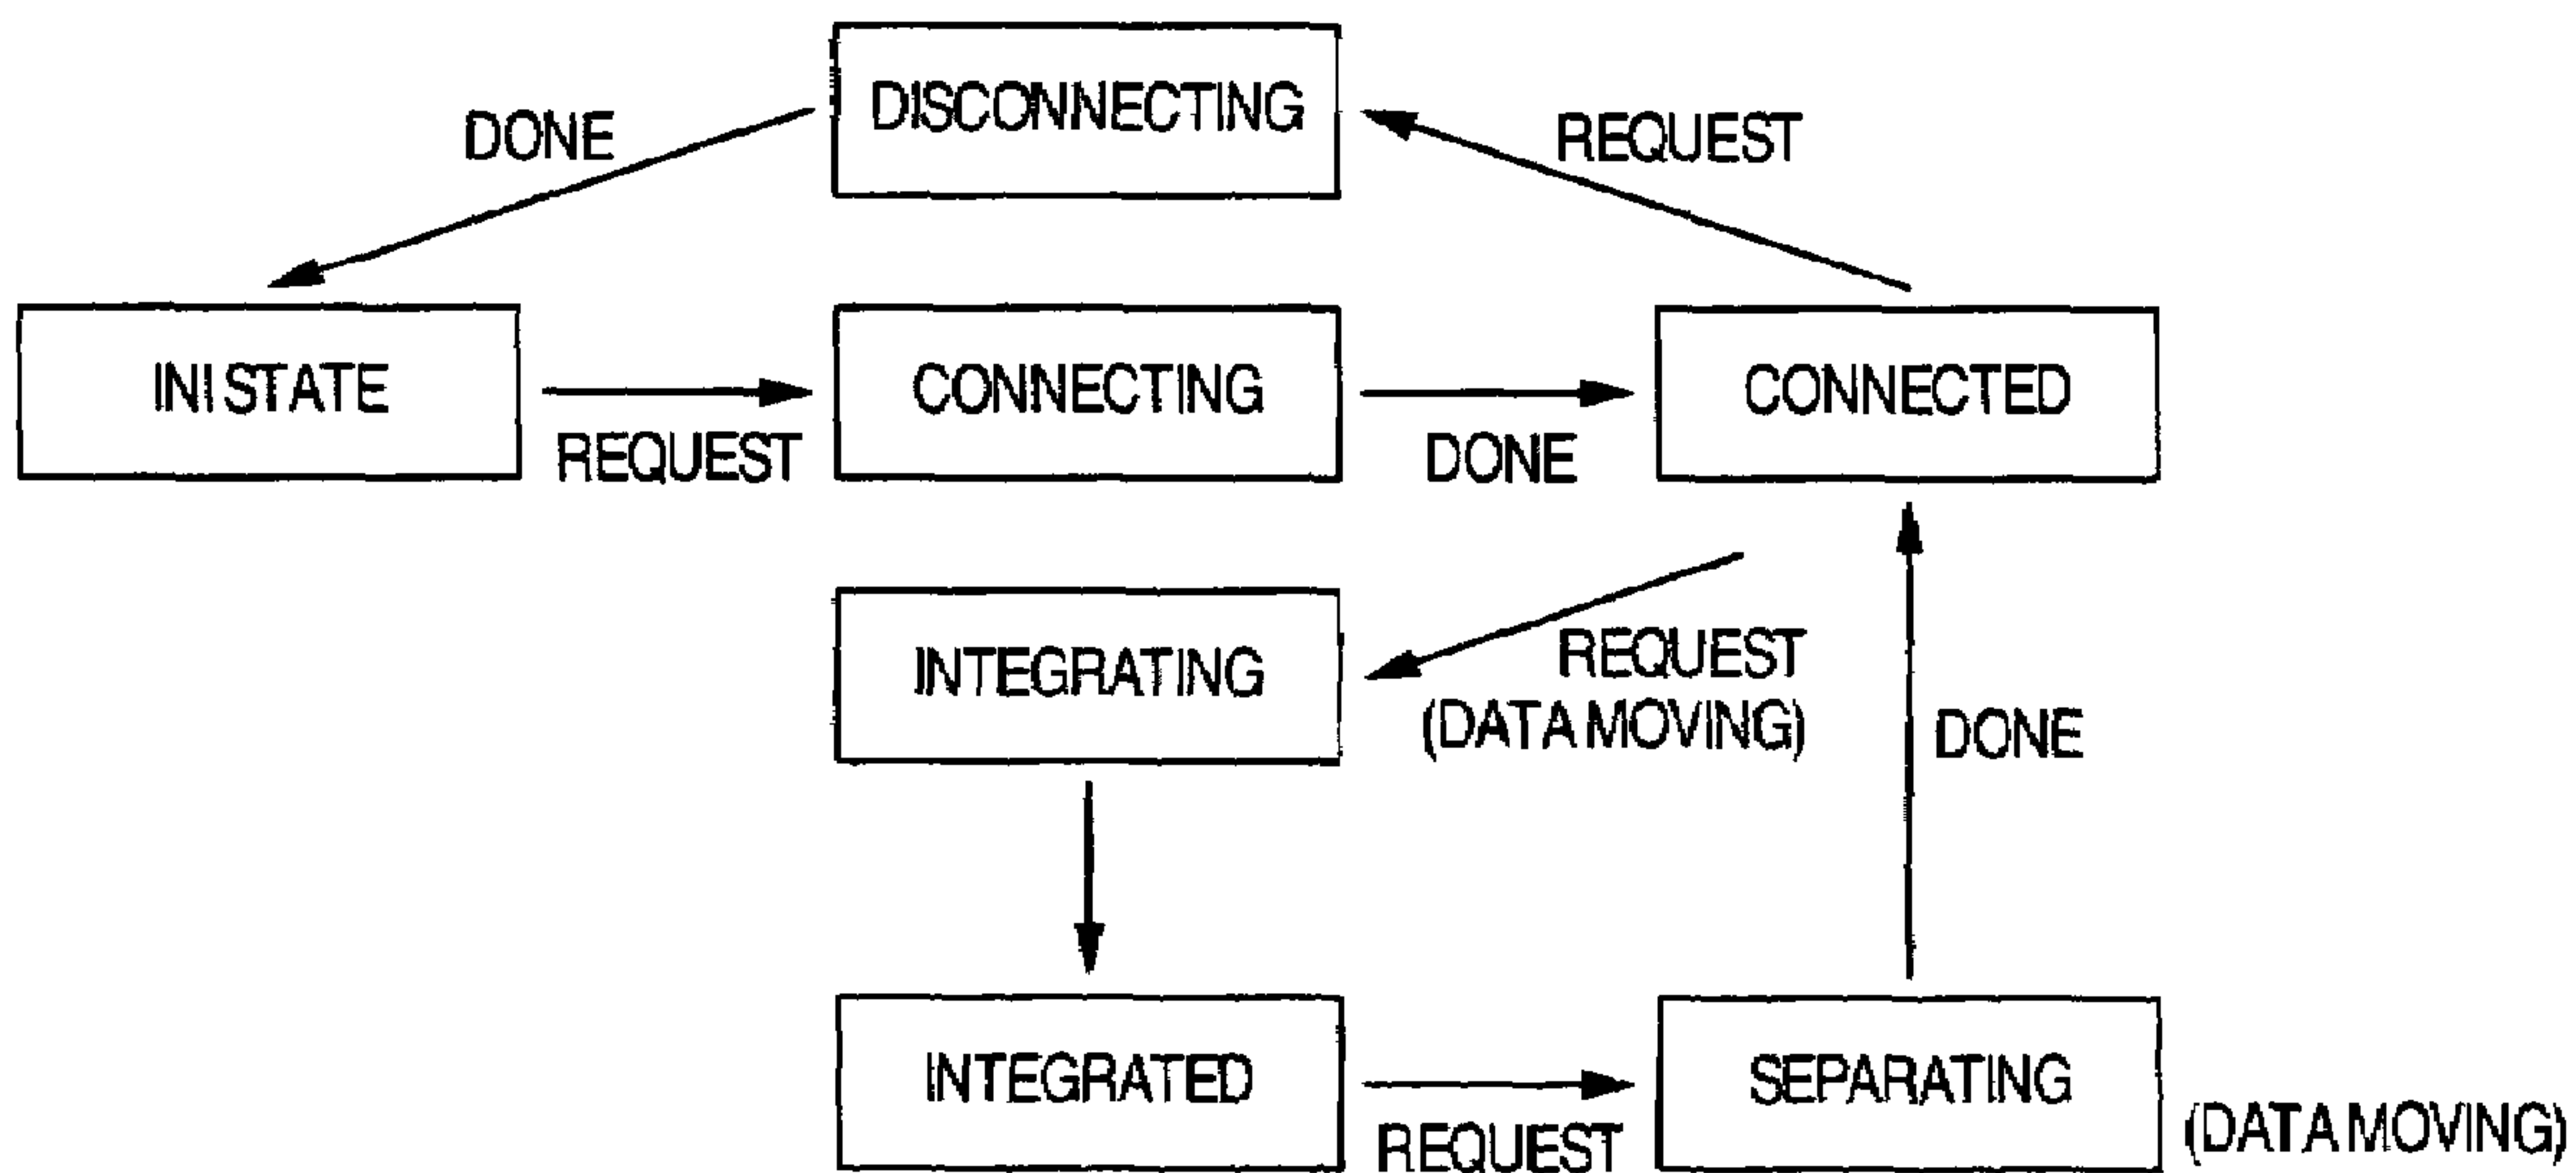 DISCONNECTING
DONE
REQUEST
INI STATE
CONNECTING
CONNECTED
REQUEST
DONE
INTEGRATING
REQUEST
(DATA MOVING)
DONE
INTEGRATED
SEPARATING
REQUEST
(DATA MOVING)